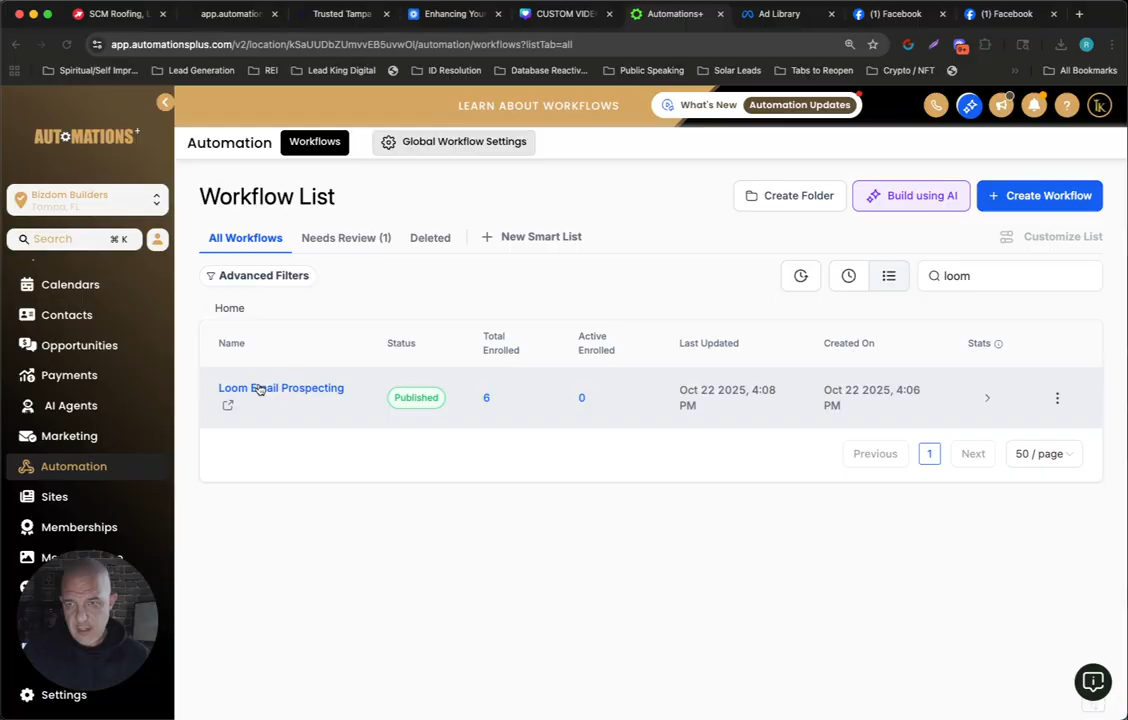 SCM Roofing, L
app.automation
Trusted Tampa
Enhancing You
CUSTOM VIDE
Automations+
Ad Library
(1) Facebook
(1) Facebook
app.automationsplus.com/v2/location/kSaUUDbZUmvvEB5uvwOl/automation/workflows?listTab=all
Spiritual/Self Impr...
Lead Generation
REI
Lead King Digital
ID Resolution
Database Reactiv...
Public Speaking
Solar Leads
Tabs to Reopen
Crypto / NFT
All Bookmarks
LEARN ABOUT WORKFLOWS
What's New
Automation Updates
AUTOMATIONS+
Automation
Workflows
Global Workflow Settings
Bizdom Builders
Tampa, FL
Search
⌘ K
Calendars
Contacts
Opportunities
Payments
AI Agents
Marketing
Automation
Sites
Memberships
Settings
Workflow List
Create Folder
Build using AI
Create Workflow
All Workflows
Needs Review (1)
Deleted
New Smart List
Customize List
Advanced Filters
loom
Home
Name
Status
Total
Enrolled
Active
Enrolled
Last Updated
Created On
Stats
Loom Email Prospecting
Published
6
0
Oct 22 2025, 4:08
PM
Oct 22 2025, 4:06
PM
Previous
1
Next
50 / page